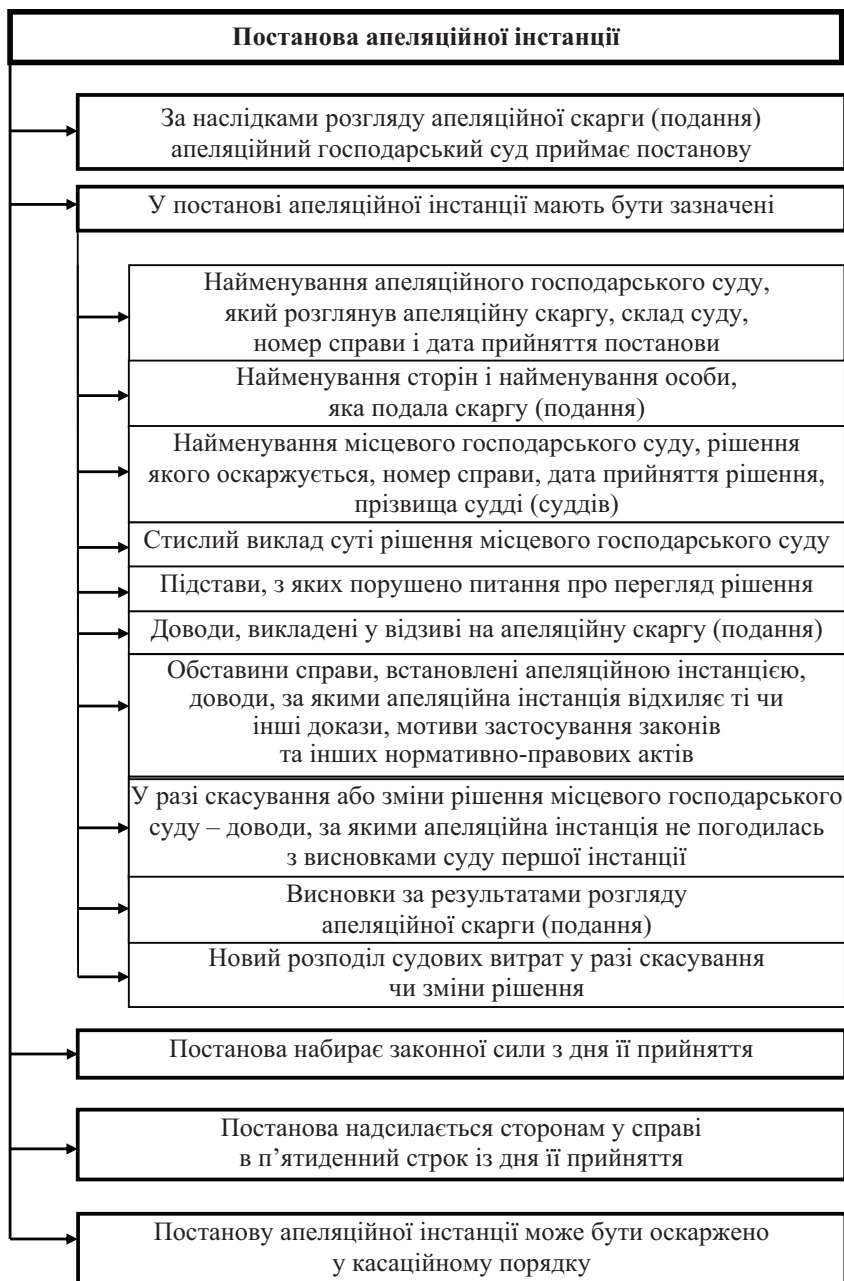 Постанова апеляційної інстанції
За наслідками розгляду апеляційної скарги (подання)
апеляційний господарський суд приймає постанову
У постанові апеляційної інстанції мають бути зазначені
Найменування апеляційного господарського суду,
який розглянув апеляційну скаргу, склад суду,
номер справи і дата прийняття постанови
Найменування сторін і найменування особи,
яка подала скаргу (подання)
Найменування місцевого господарського суду, рішення
якого оскаржується, номер справи, дата прийняття рішення,
прізвища судді (суддів)
Стислий виклад суті рішення місцевого господарського суду
Підстави, з яких порушено питання про перегляд рішення
Доводи, викладені у відзиві на апеляційну скаргу (подання)
Обставини справи, встановлені апеляційною інстанцією,
доводи, за якими апеляційна інстанція відхиляє ті чи
інші докази, мотиви застосування законів
та інших нормативно-правових актів
У разі скасування або зміни рішення місцевого господарського
суду – доводи, за якими апеляційна інстанція не погодилась
з висновками суду першої інстанції
Висновки за результатами розгляду
апеляційної скарги (подання)
Новий розподіл судових витрат у разі скасування
чи зміни рішення
Постанова набирає законної сили з дня її прийняття
Постанова надсилається сторонам у справі
в п’ятиденний строк із дня її прийняття
Постанову апеляційної інстанції може бути оскаржено
у касаційному порядку